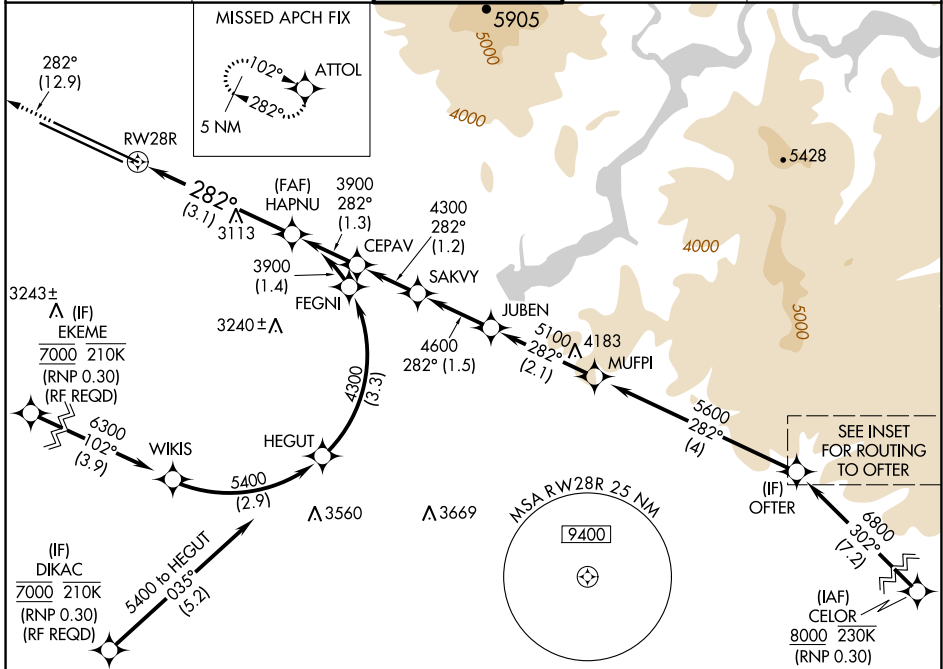 MISSED APCH FIX
102°
ATTOL
282°
5 NM
5905
5000
4000
282°
(12.9)
RW28R
5428
282°
(3.1)
3113
(FAF)
HAPNU
3900
282°
(1.3)
4300
282°
(1.2)
4000
CEPAV
SAKVY
3900
(1.4)
FEGNI
JUBEN
5000
3243±
(IF)
EKEME
7000 210K
(RNP 0.30)
(RF REQD)
3240±
4600
282° (1.5)
5100
282°
(2.1)
4183
MUFPI
4300
(3.3)
5600
282°
(4)
6300
102°
(3.9)
WIKIS
HEGUT
5400
(2.9)
SEE INSET
FOR ROUTING
TO OFTER
(IF)
OFTER
3560
3669
MSA RW28R 25 NM
9400
6800
302°
(7.2)
(IF)
DIKAC
7000 210K
(RNP 0.30)
(RF REQD)
5400 to HEGUT
035°
(5.2)
(IAF)
CELOR
8000 230K
(RNP 0.30)